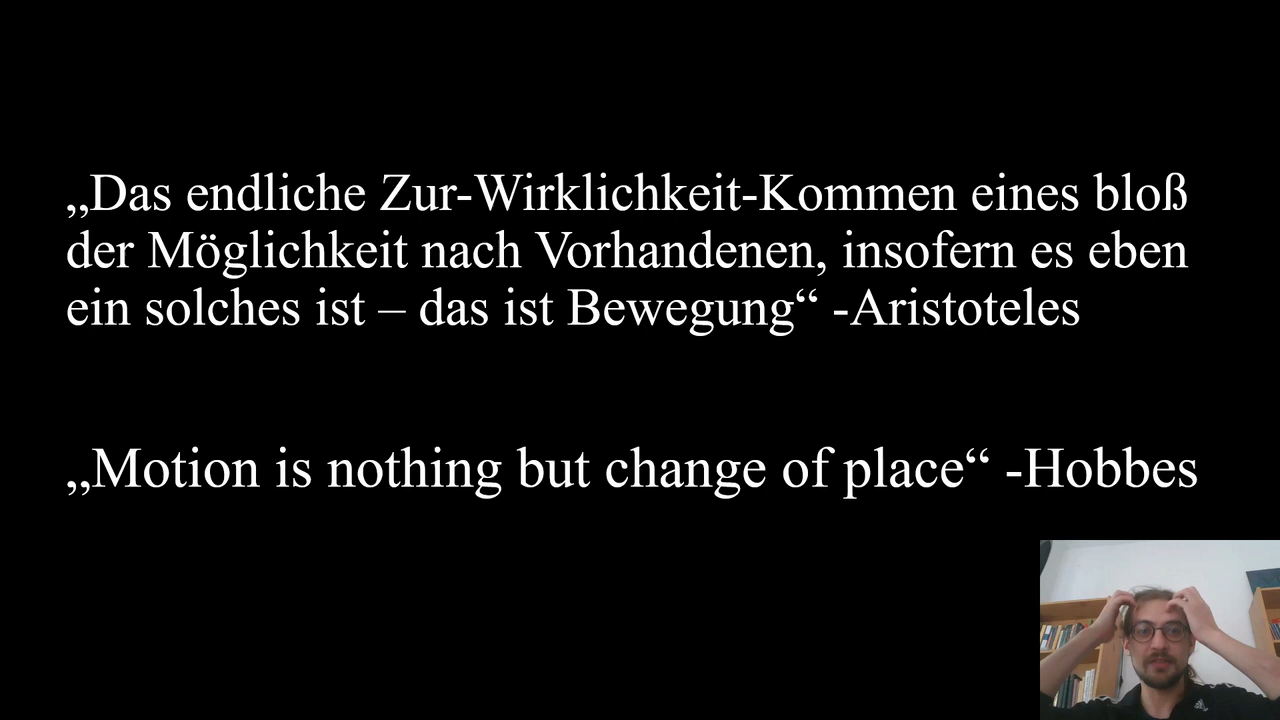 „Das endliche Zur-Wirklichkeit-Kommen eines bloß
der Möglichkeit nach Vorhandenen, insofern es eben
ein solches ist – das ist Bewegung“ -Aristoteles
„Motion is nothing but change of place“ -Hobbes